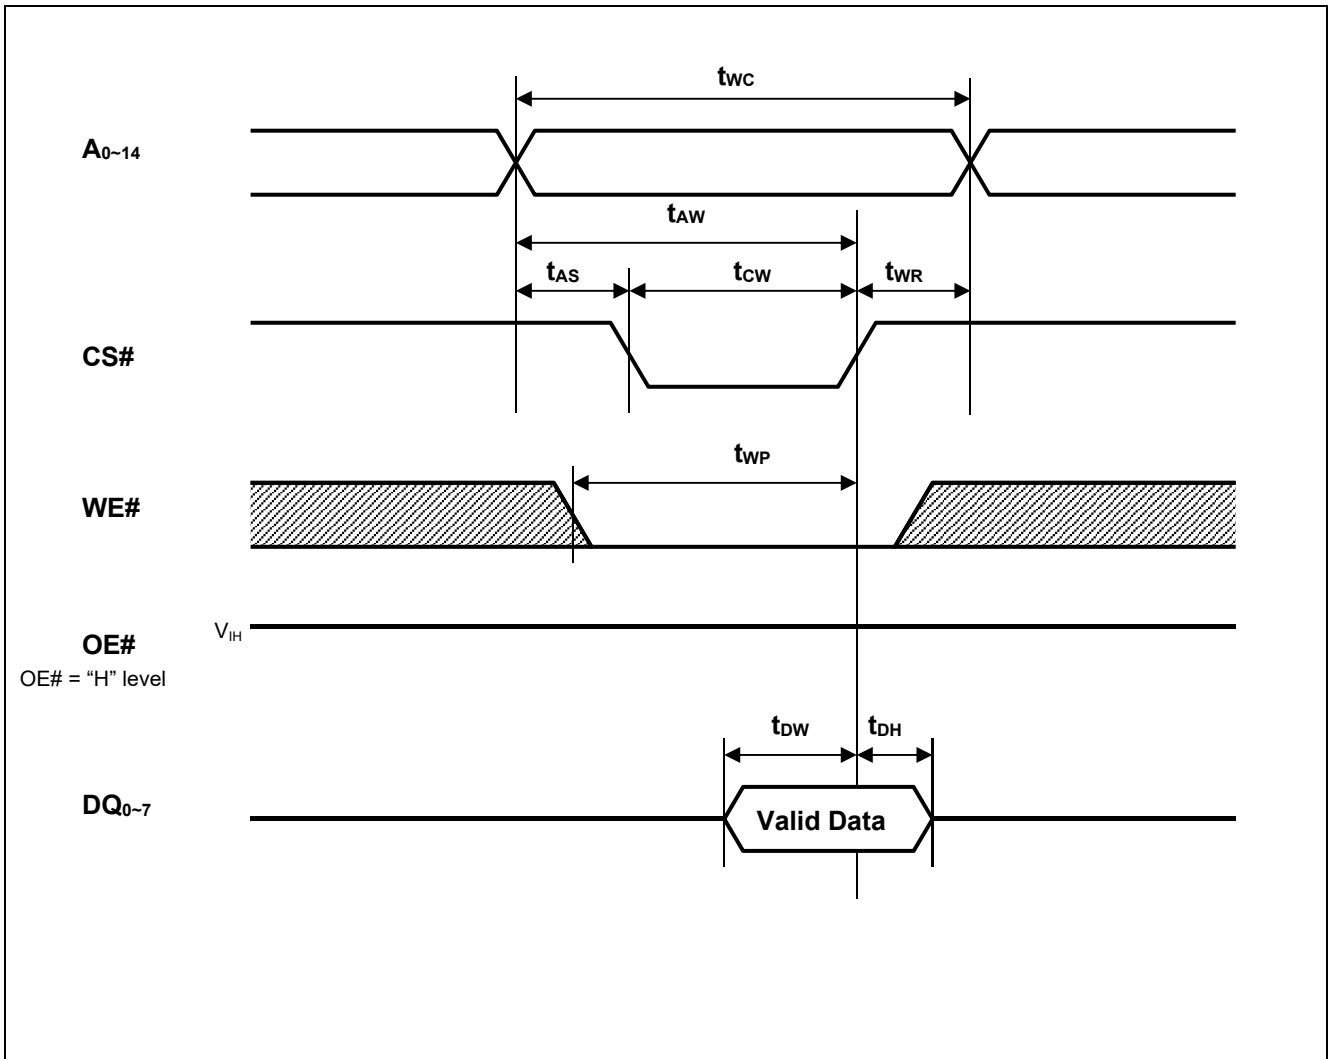 tWC
A0~14
tAW
tAS tCW tWR
CS#
tWP
WE#
VIH
OE#
OE# = “H” level
tDW tDH
DQ0~7
Valid Data